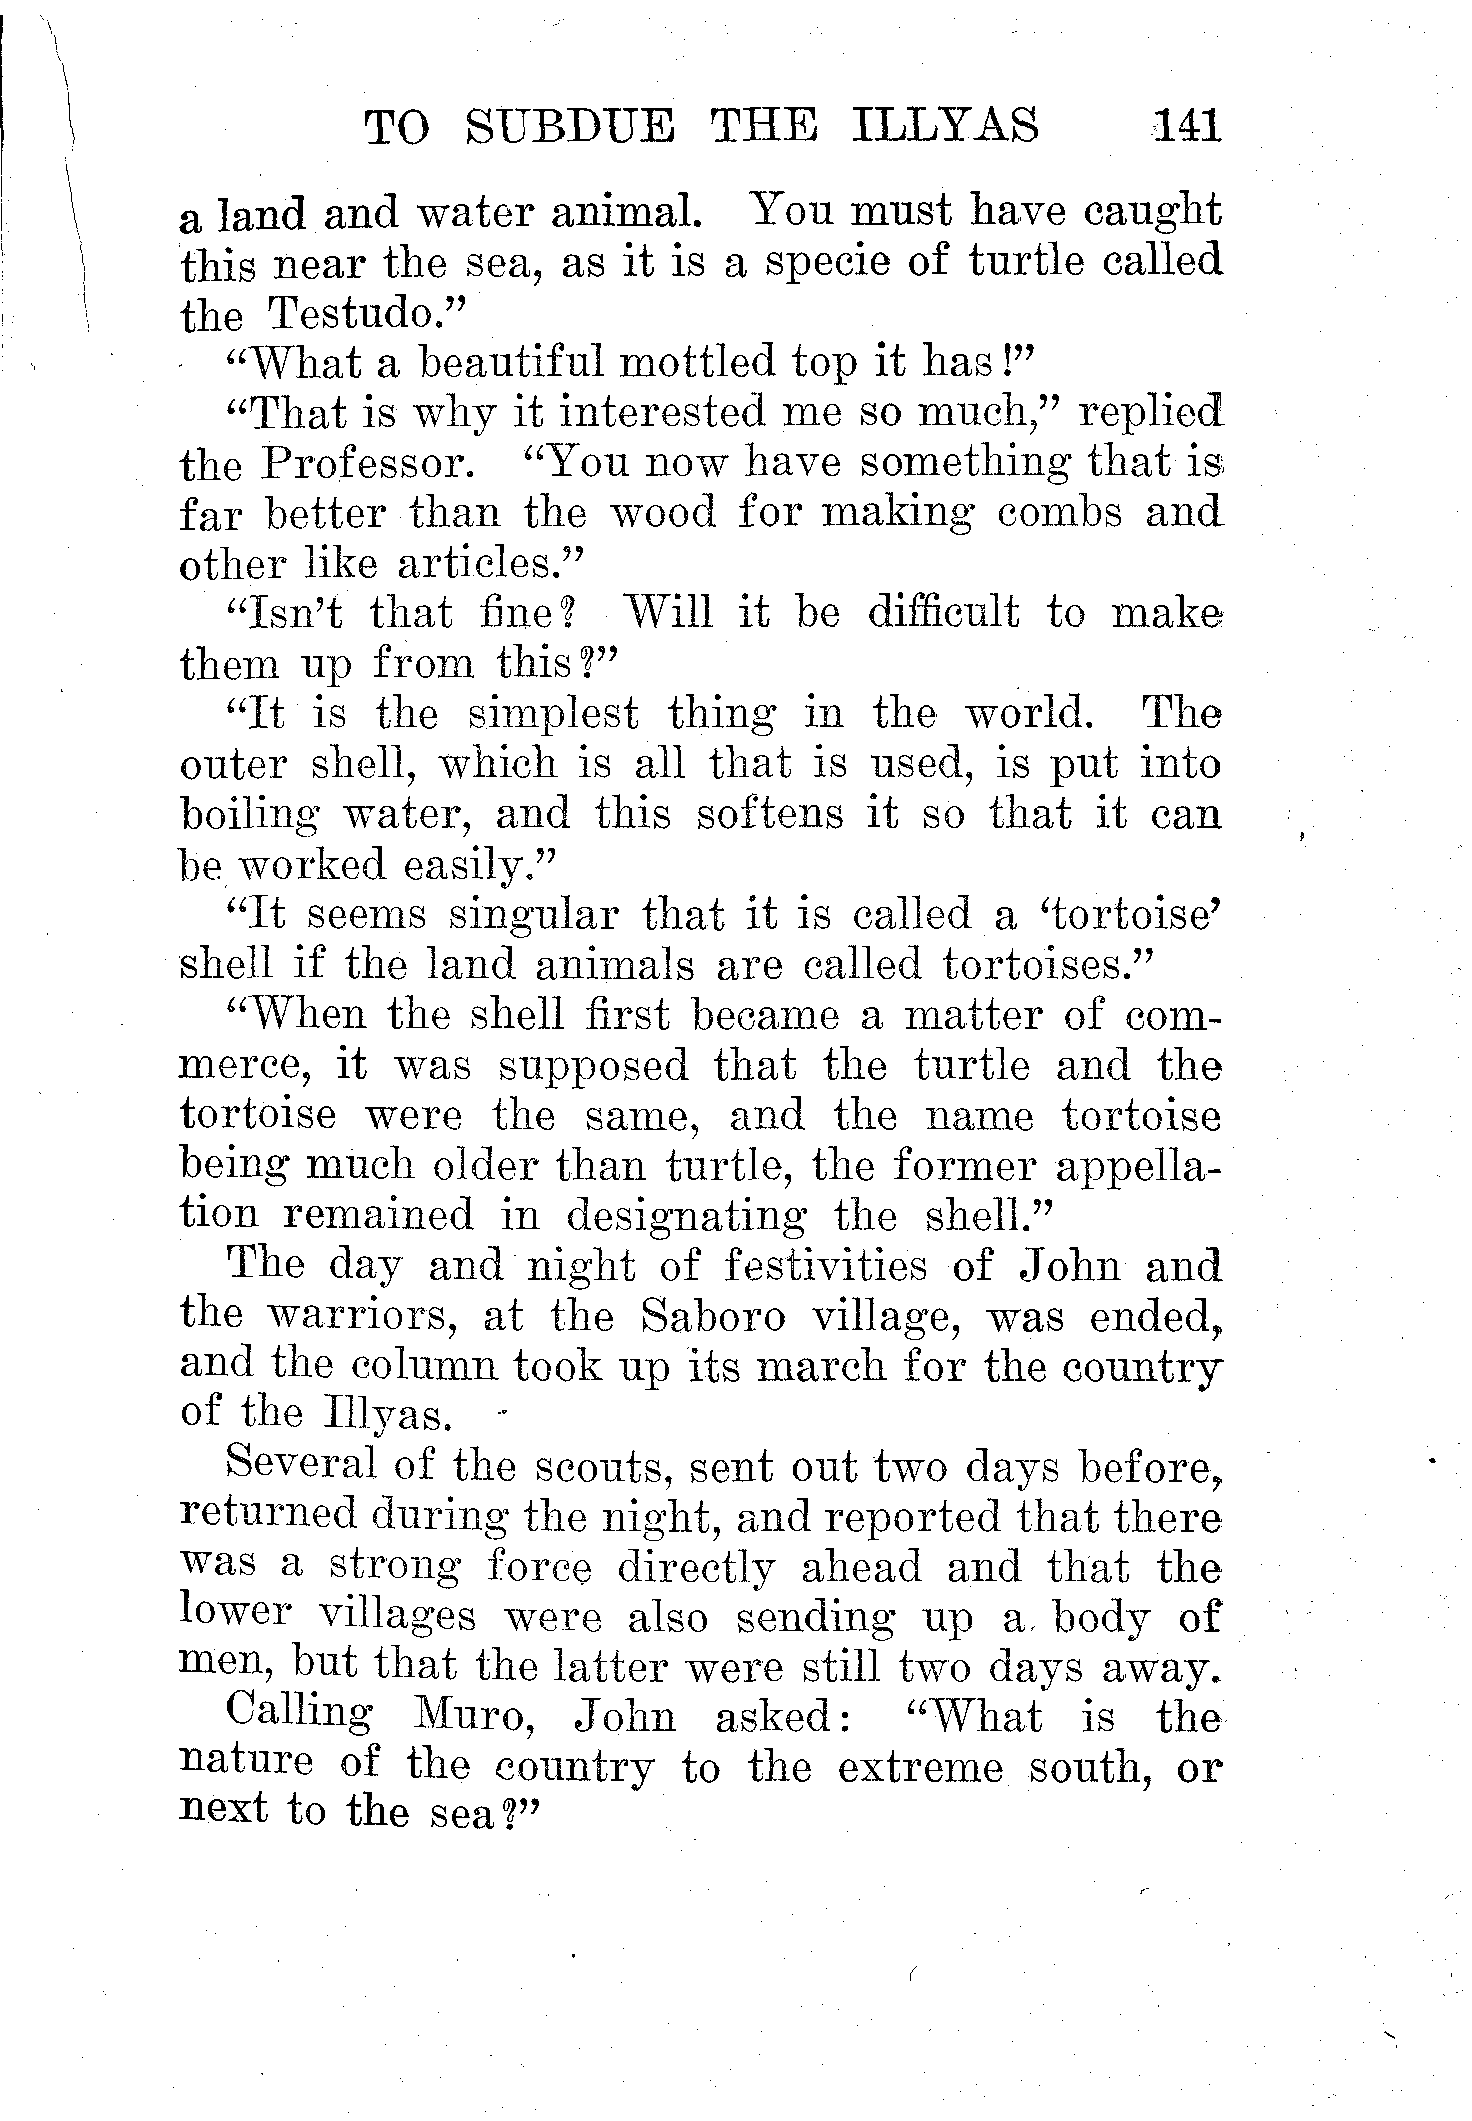 TO SUBDUE THE ILLYAS 141
a land and water animal. You must have caught
this near the sea, as it is a specie of turtle called
the Testudo.”
“What a beautiful mottled top it has!”
“That is why it interested me so much,” replied
the Professor. “You now have something that is
far better than the wood for making combs and
other like articles.”
“Isn’t that fine? Will it be difficult to make
them up from this?”
“It is the simplest thing in the world. The
outer shell, which is all that is used, is put into
boiling water, and this softens it so that it can
be worked easily.”
“It seems singular that it is called a ‘tortoise’
shell if the land animals are called tortoises.”
“When the shell first became a matter of com-
merce, it was supposed that the turtle and the
tortoise were the same, and the name tortoise
being much older than turtle, the former appella-
tion remained in designating the shell.”
The day and night of festivities of John and
the warriors, at the Saboro village, was ended,
and the column took up its march for the country
of the Illyas.
Several of the scouts, sent out two days before,
returned during the night, and reported that there
was a strong force directly ahead and that the
lower villages were also sending up a body of
men, but that the latter were still two days away.
Calling Muro, John asked: “What is the
nature of the country to the extreme south, or
next to the sea?”